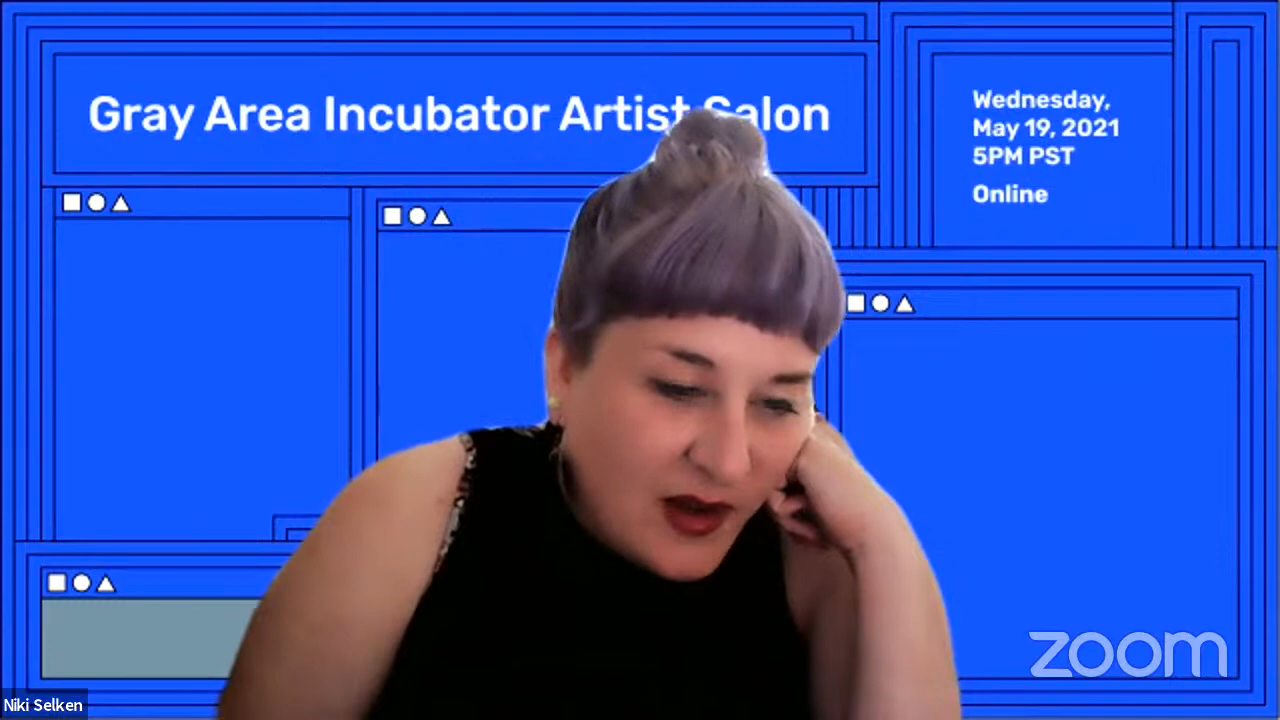 Gray Area Incubator Artist Salon
Wednesday,
May 19, 2021
5PM PST
Online
zoom
Niki Selken